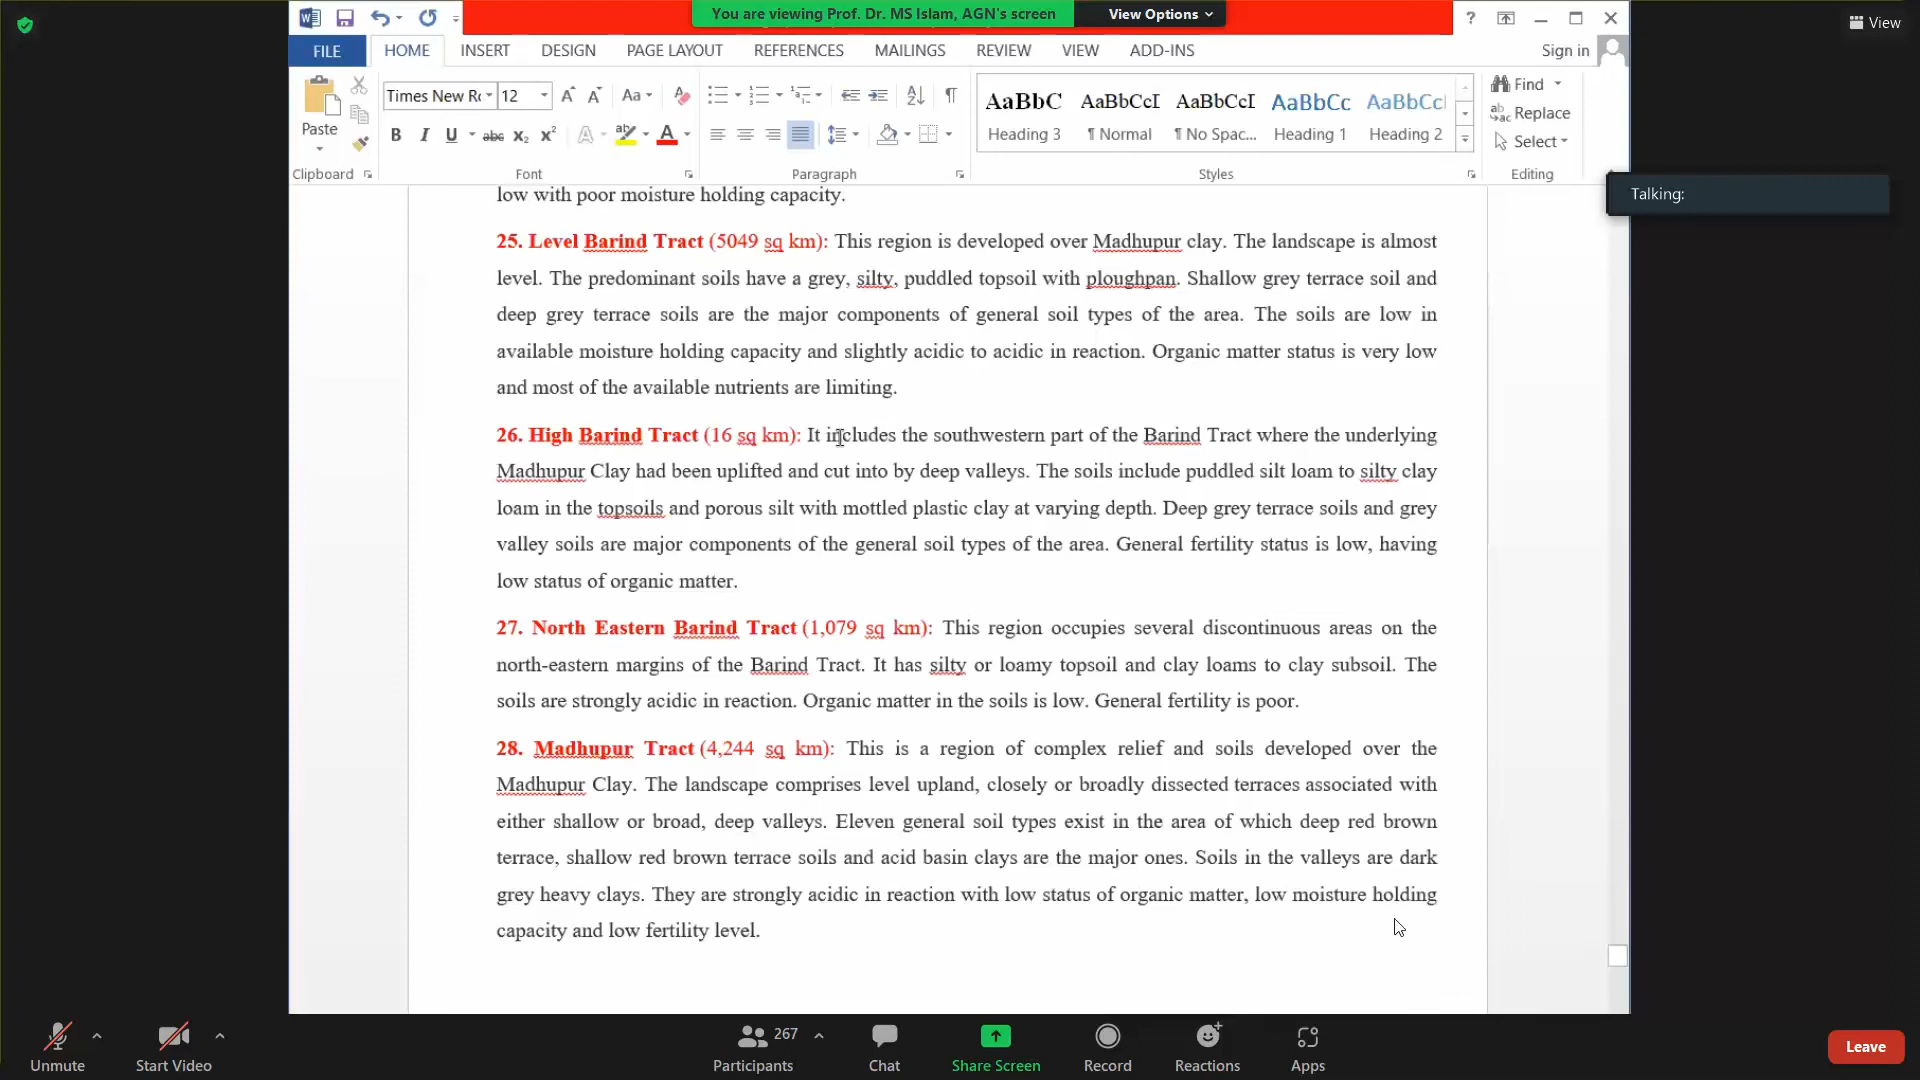 You are viewing Prof. Dr. MS Islam, AGN's screen
View Options
View
FILE HOME INSERT DESIGN PAGE LAYOUT REFERENCES MAILINGS REVIEW VIEW ADD-INS Sign in
Times New Ro 12 Aa
AaBbC AaBbCcI AaBbCcI AaBbCc AaBbCcI
Find
Replace
Select
Paste
B I U abc X₂ X² A A
Heading 3 ¶ Normal ¶ No Spac... Heading 1 Heading 2
Clipboard Font Paragraph Styles Editing
Talking:
low with poor moisture holding capacity.
25. Level Barind Tract (5049 sq km): This region is developed over Madhupur clay. The landscape is almost
level. The predominant soils have a grey, silty, puddled topsoil with ploughpan. Shallow grey terrace soil and
deep grey terrace soils are the major components of general soil types of the area. The soils are low in
available moisture holding capacity and slightly acidic to acidic in reaction. Organic matter status is very low
and most of the available nutrients are limiting.
26. High Barind Tract (16 sq km): It includes the southwestern part of the Barind Tract where the underlying
Madhupur Clay had been uplifted and cut into by deep valleys. The soils include puddled silt loam to silty clay
loam in the topsoils and porous silt with mottled plastic clay at varying depth. Deep grey terrace soils and grey
valley soils are major components of the general soil types of the area. General fertility status is low, having
low status of organic matter.
27. North Eastern Barind Tract (1,079 sq km): This region occupies several discontinuous areas on the
north-eastern margins of the Barind Tract. It has silty or loamy topsoil and clay loams to clay subsoil. The
soils are strongly acidic in reaction. Organic matter in the soils is low. General fertility is poor.
28. Madhupur Tract (4,244 sq km): This is a region of complex relief and soils developed over the
Madhupur Clay. The landscape comprises level upland, closely or broadly dissected terraces associated with
either shallow or broad, deep valleys. Eleven general soil types exist in the area of which deep red brown
terrace, shallow red brown terrace soils and acid basin clays are the major ones. Soils in the valleys are dark
grey heavy clays. They are strongly acidic in reaction with low status of organic matter, low moisture holding
capacity and low fertility level.
267
Unmute Start Video Participants Chat Share Screen Record Reactions Apps Leave